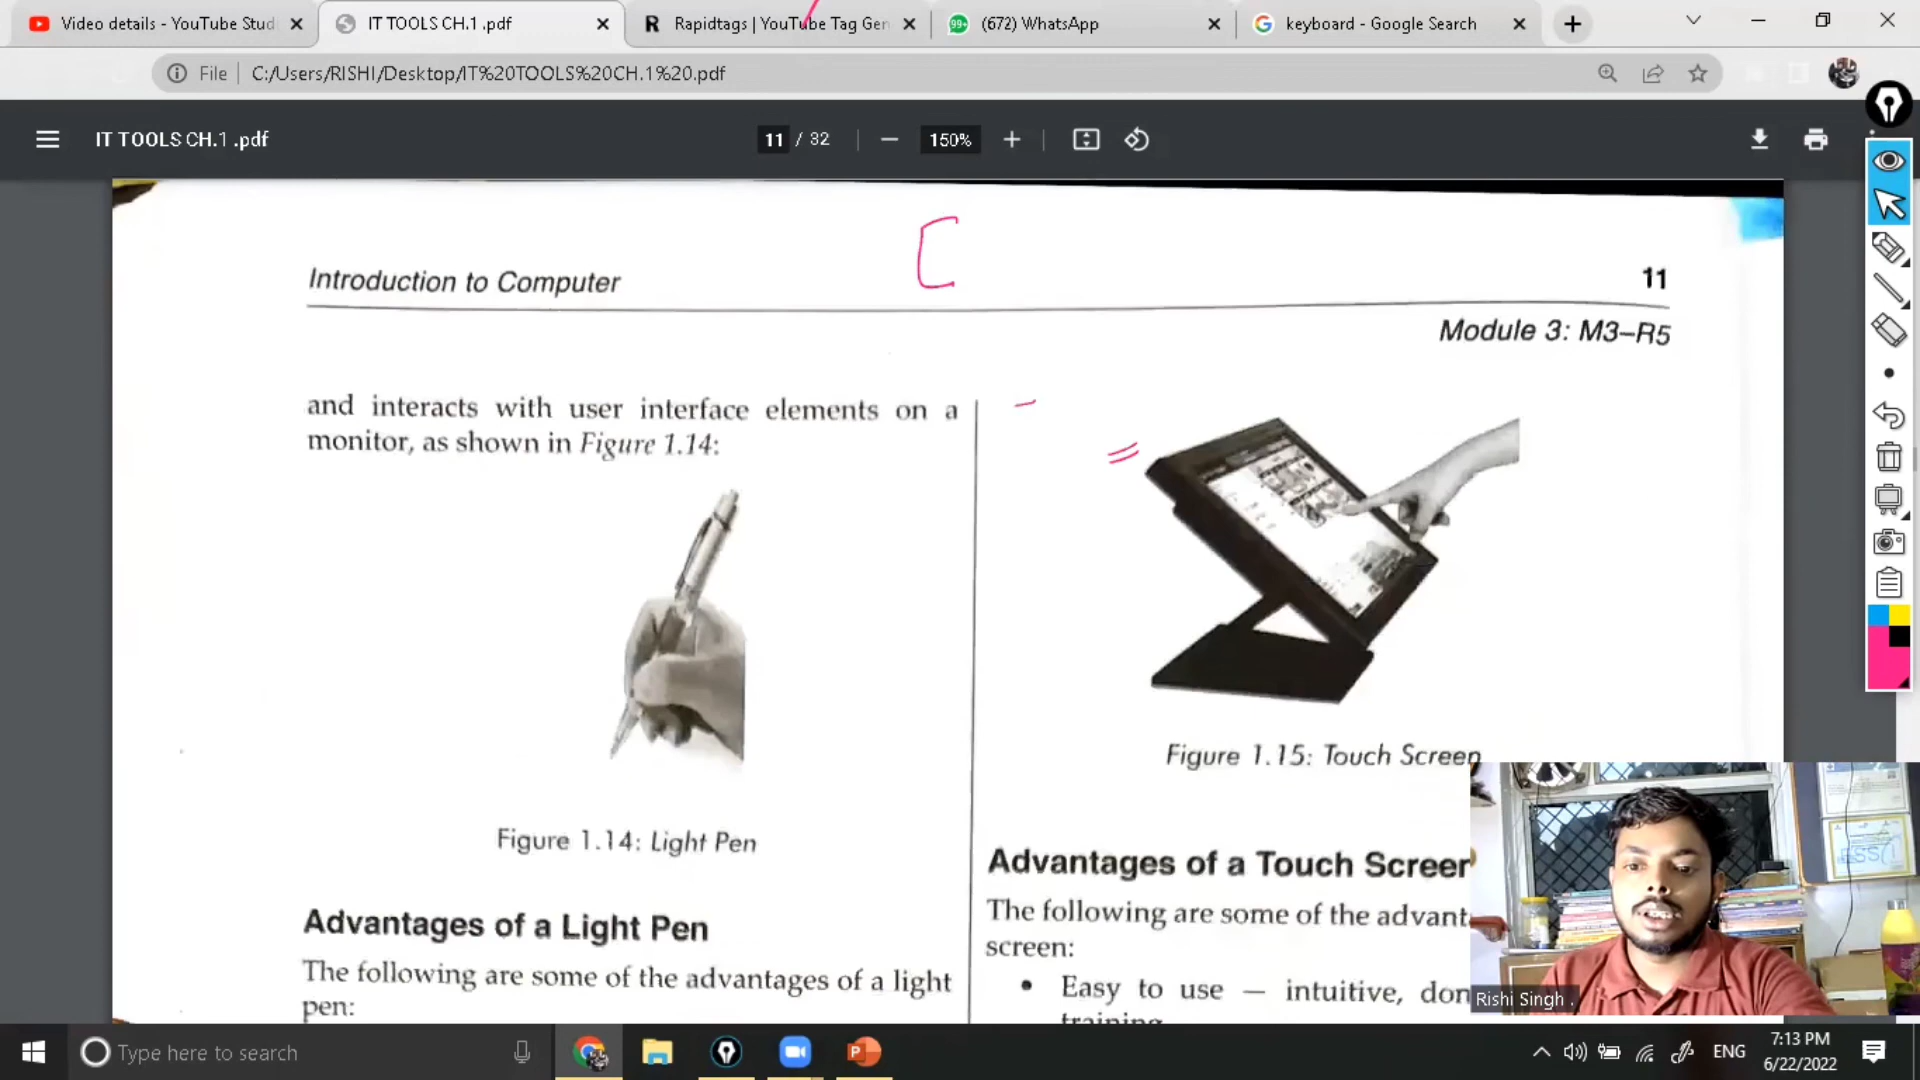 Video details - YouTube Stud
IT TOOLS CH.1 .pdf
Rapidtags | YouTube Tag Gen
99+
(672) WhatsApp
keyboard - Google Search
File
C:/Users/RISHI/Desktop/IT%20TOOLS%20CH.1%20.pdf
IT TOOLS CH.1 .pdf
11 / 32
150%
Introduction to Computer
11
Module 3: M3–R5
and interacts with user interface elements on a
monitor, as shown in Figure 1.14:
Figure 1.14: Light Pen
Advantages of a Light Pen
The following are some of the advantages of a light
pen:
Figure 1.15: Touch Screen
Advantages of a Touch Screen
The following are some of the advant
screen:
• Easy to use — intuitive, don
training
Rishi Singh .
Type here to search
ENG
7:13 PM
6/22/2022